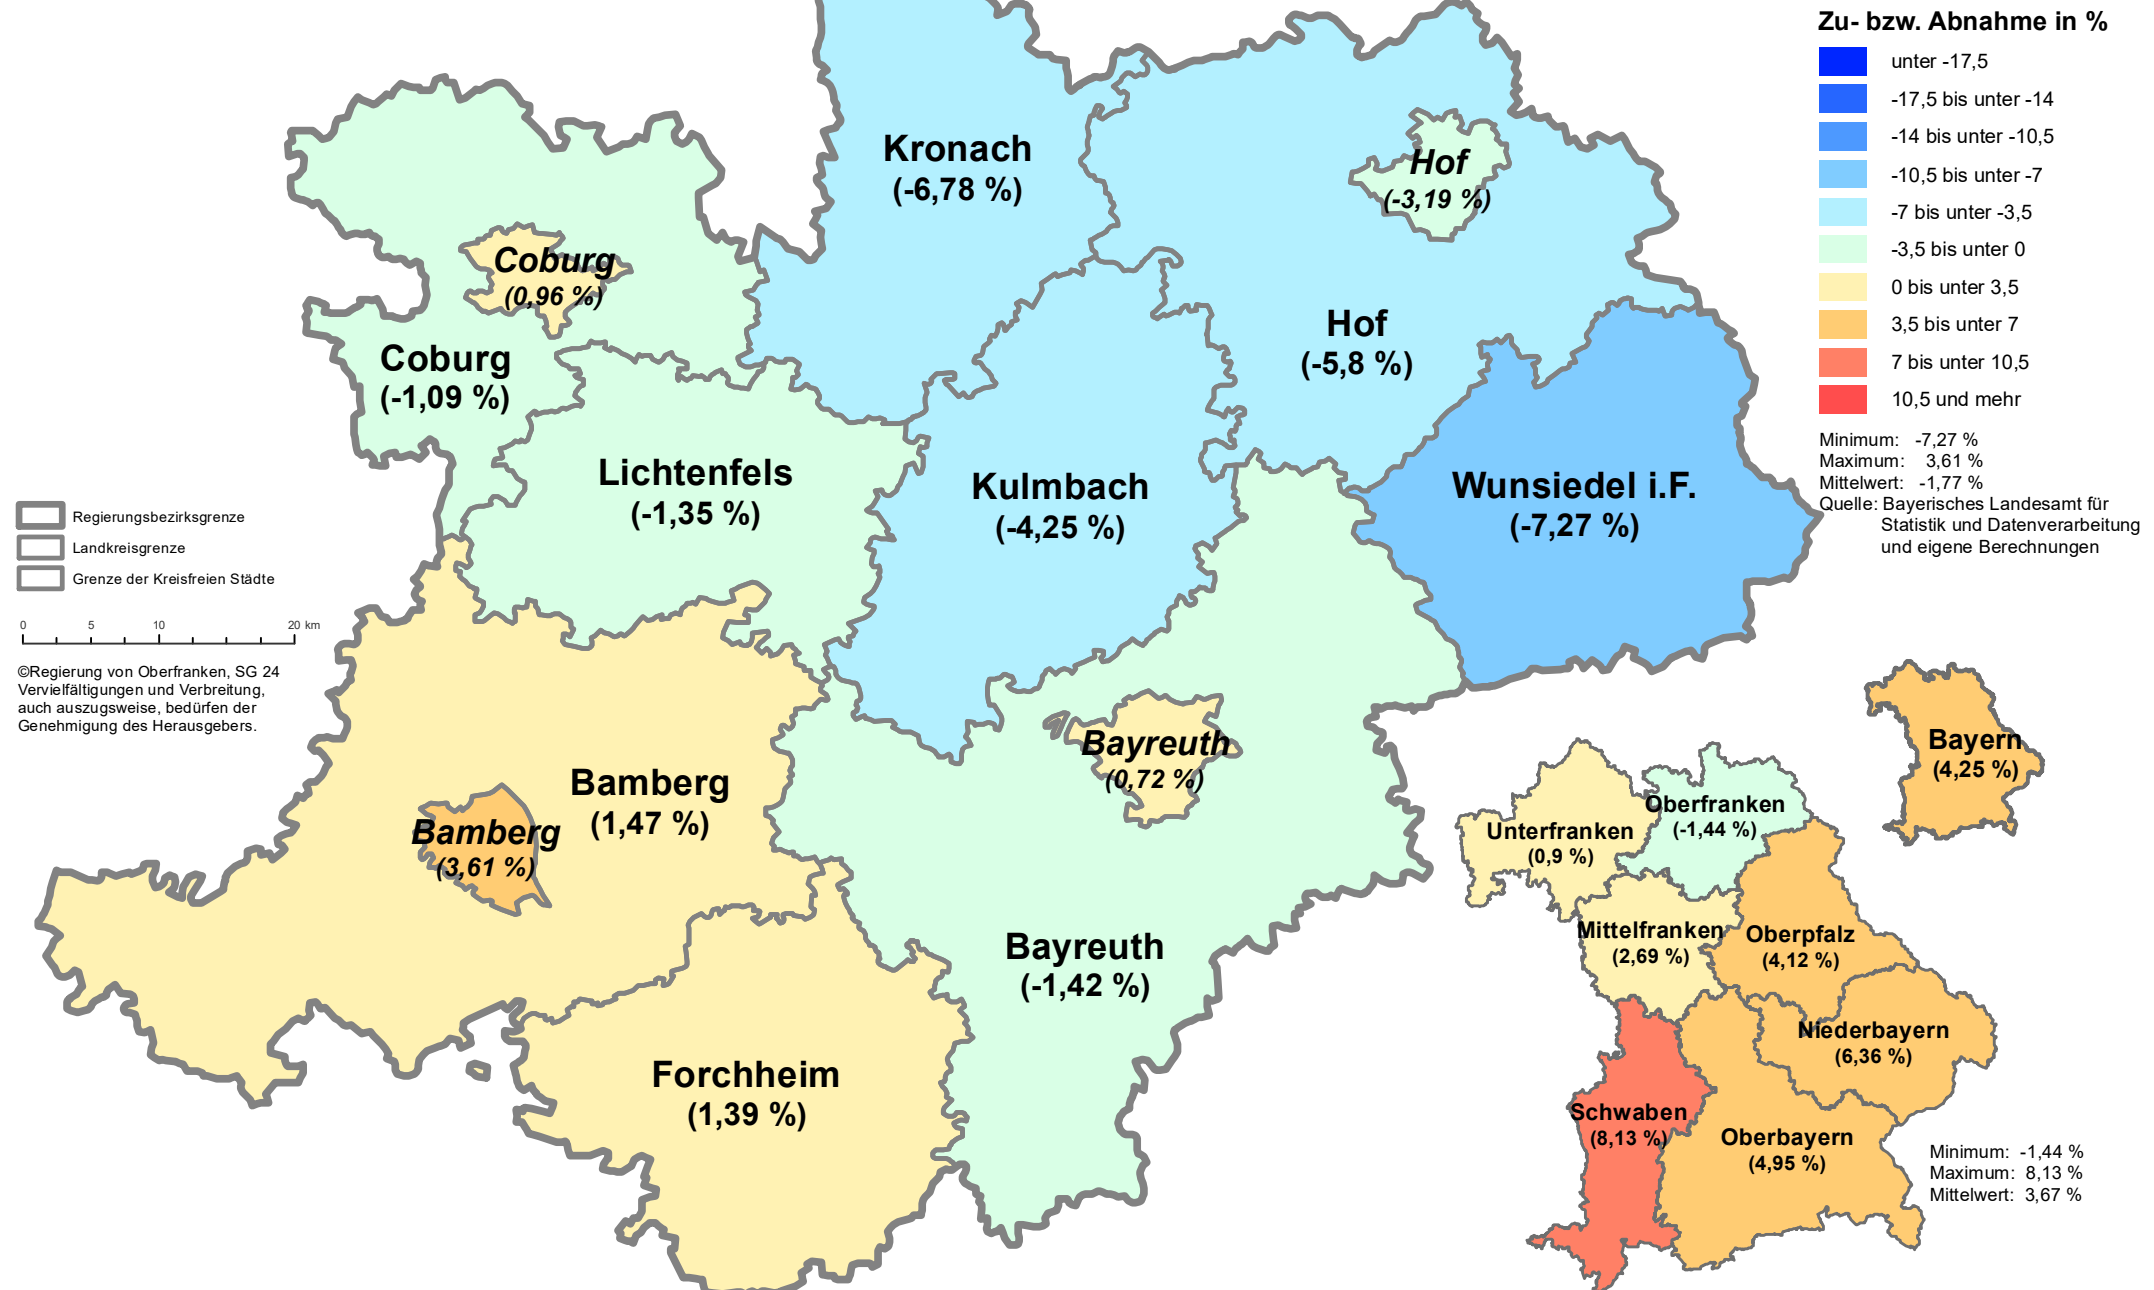 Zu- bzw. Abnahme in %
unter -17,5
-17,5 bis unter -14
-14 bis unter -10,5
-10,5 bis unter -7
-7 bis unter -3,5
-3,5 bis unter 0
0 bis unter 3,5
3,5 bis unter 7
7 bis unter 10,5
10,5 und mehr
Minimum: -7,27 %
Maximum: 3,61 %
Mittelwert: -1,77 %
Quelle: Bayerisches Landesamt für
Statistik und Datenverarbeitung
und eigene Berechnungen
Kronach
(-6,78 %)
Hof
(-3,19 %)
Coburg
(0,96 %)
Hof
(-5,8 %)
Coburg
(-1,09 %)
Lichtenfels
(-1,35 %)
Kulmbach
(-4,25 %)
Wunsiedel i.F.
(-7,27 %)
Regierungsbezirksgrenze
Landkreisgrenze
Grenze der Kreisfreien Städte
0 5 10 20 km
©Regierung von Oberfranken, SG 24
Vervielfältigungen und Verbreitung,
auch auszugsweise, bedürfen der
Genehmigung des Herausgebers.
Bayreuth
(0,72 %)
Bamberg
(1,47 %)
Bamberg
(3,61 %)
Bayreuth
(-1,42 %)
Forchheim
(1,39 %)
Bayern
(4,25 %)
Oberfranken
(-1,44 %)
Unterfranken
(0,9 %)
Mittelfranken
(2,69 %)
Oberpfalz
(4,12 %)
Niederbayern
(6,36 %)
Schwaben
(8,13 %)
Oberbayern
(4,95 %)
Minimum: -1,44 %
Maximum: 8,13 %
Mittelwert: 3,67 %